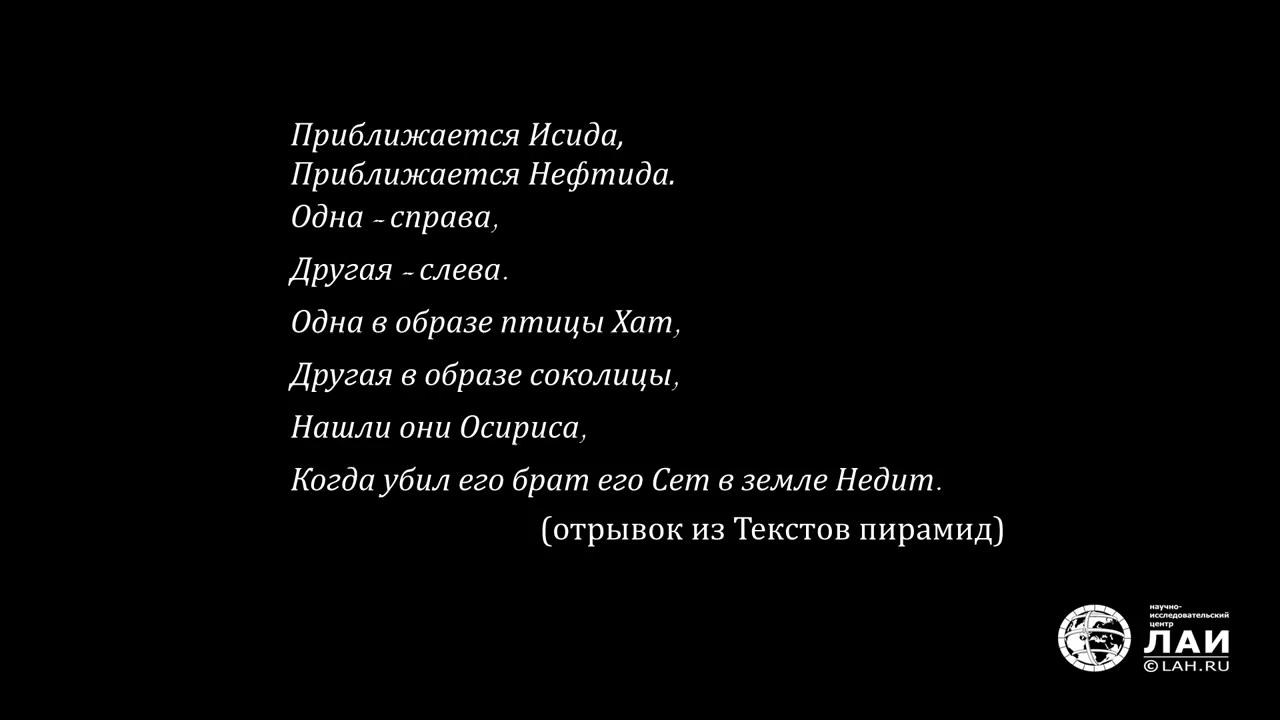 Приближается Исида,
Приближается Нефтида.
Одна - справа,
Другая - слева.
Одна в образе птицы Хат,
Другая в образе соколицы,
Нашли они Осириса,
Когда убил его брат его Сет в земле Недит.
(отрывок из Текстов пирамид)
научно-
исследовательский
центр
ЛАИ
© LAH.RU